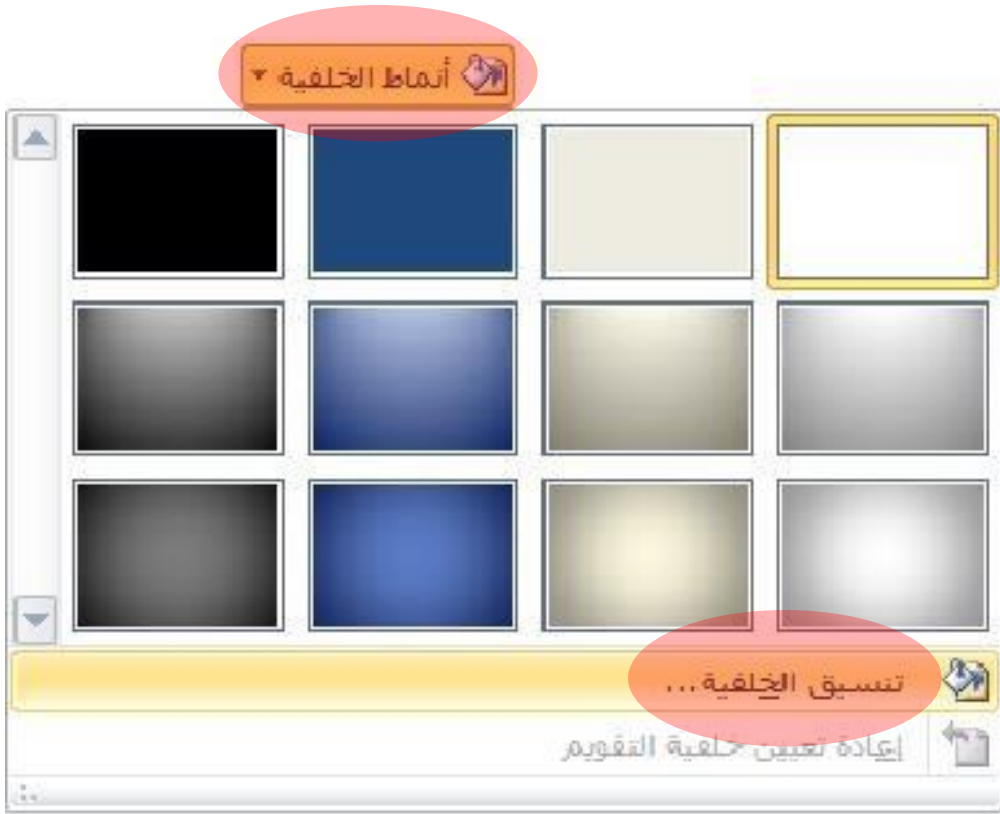 أنماط الخلفية
تنسيق الخلفية...
إعادة تعيين خلفية التقويم